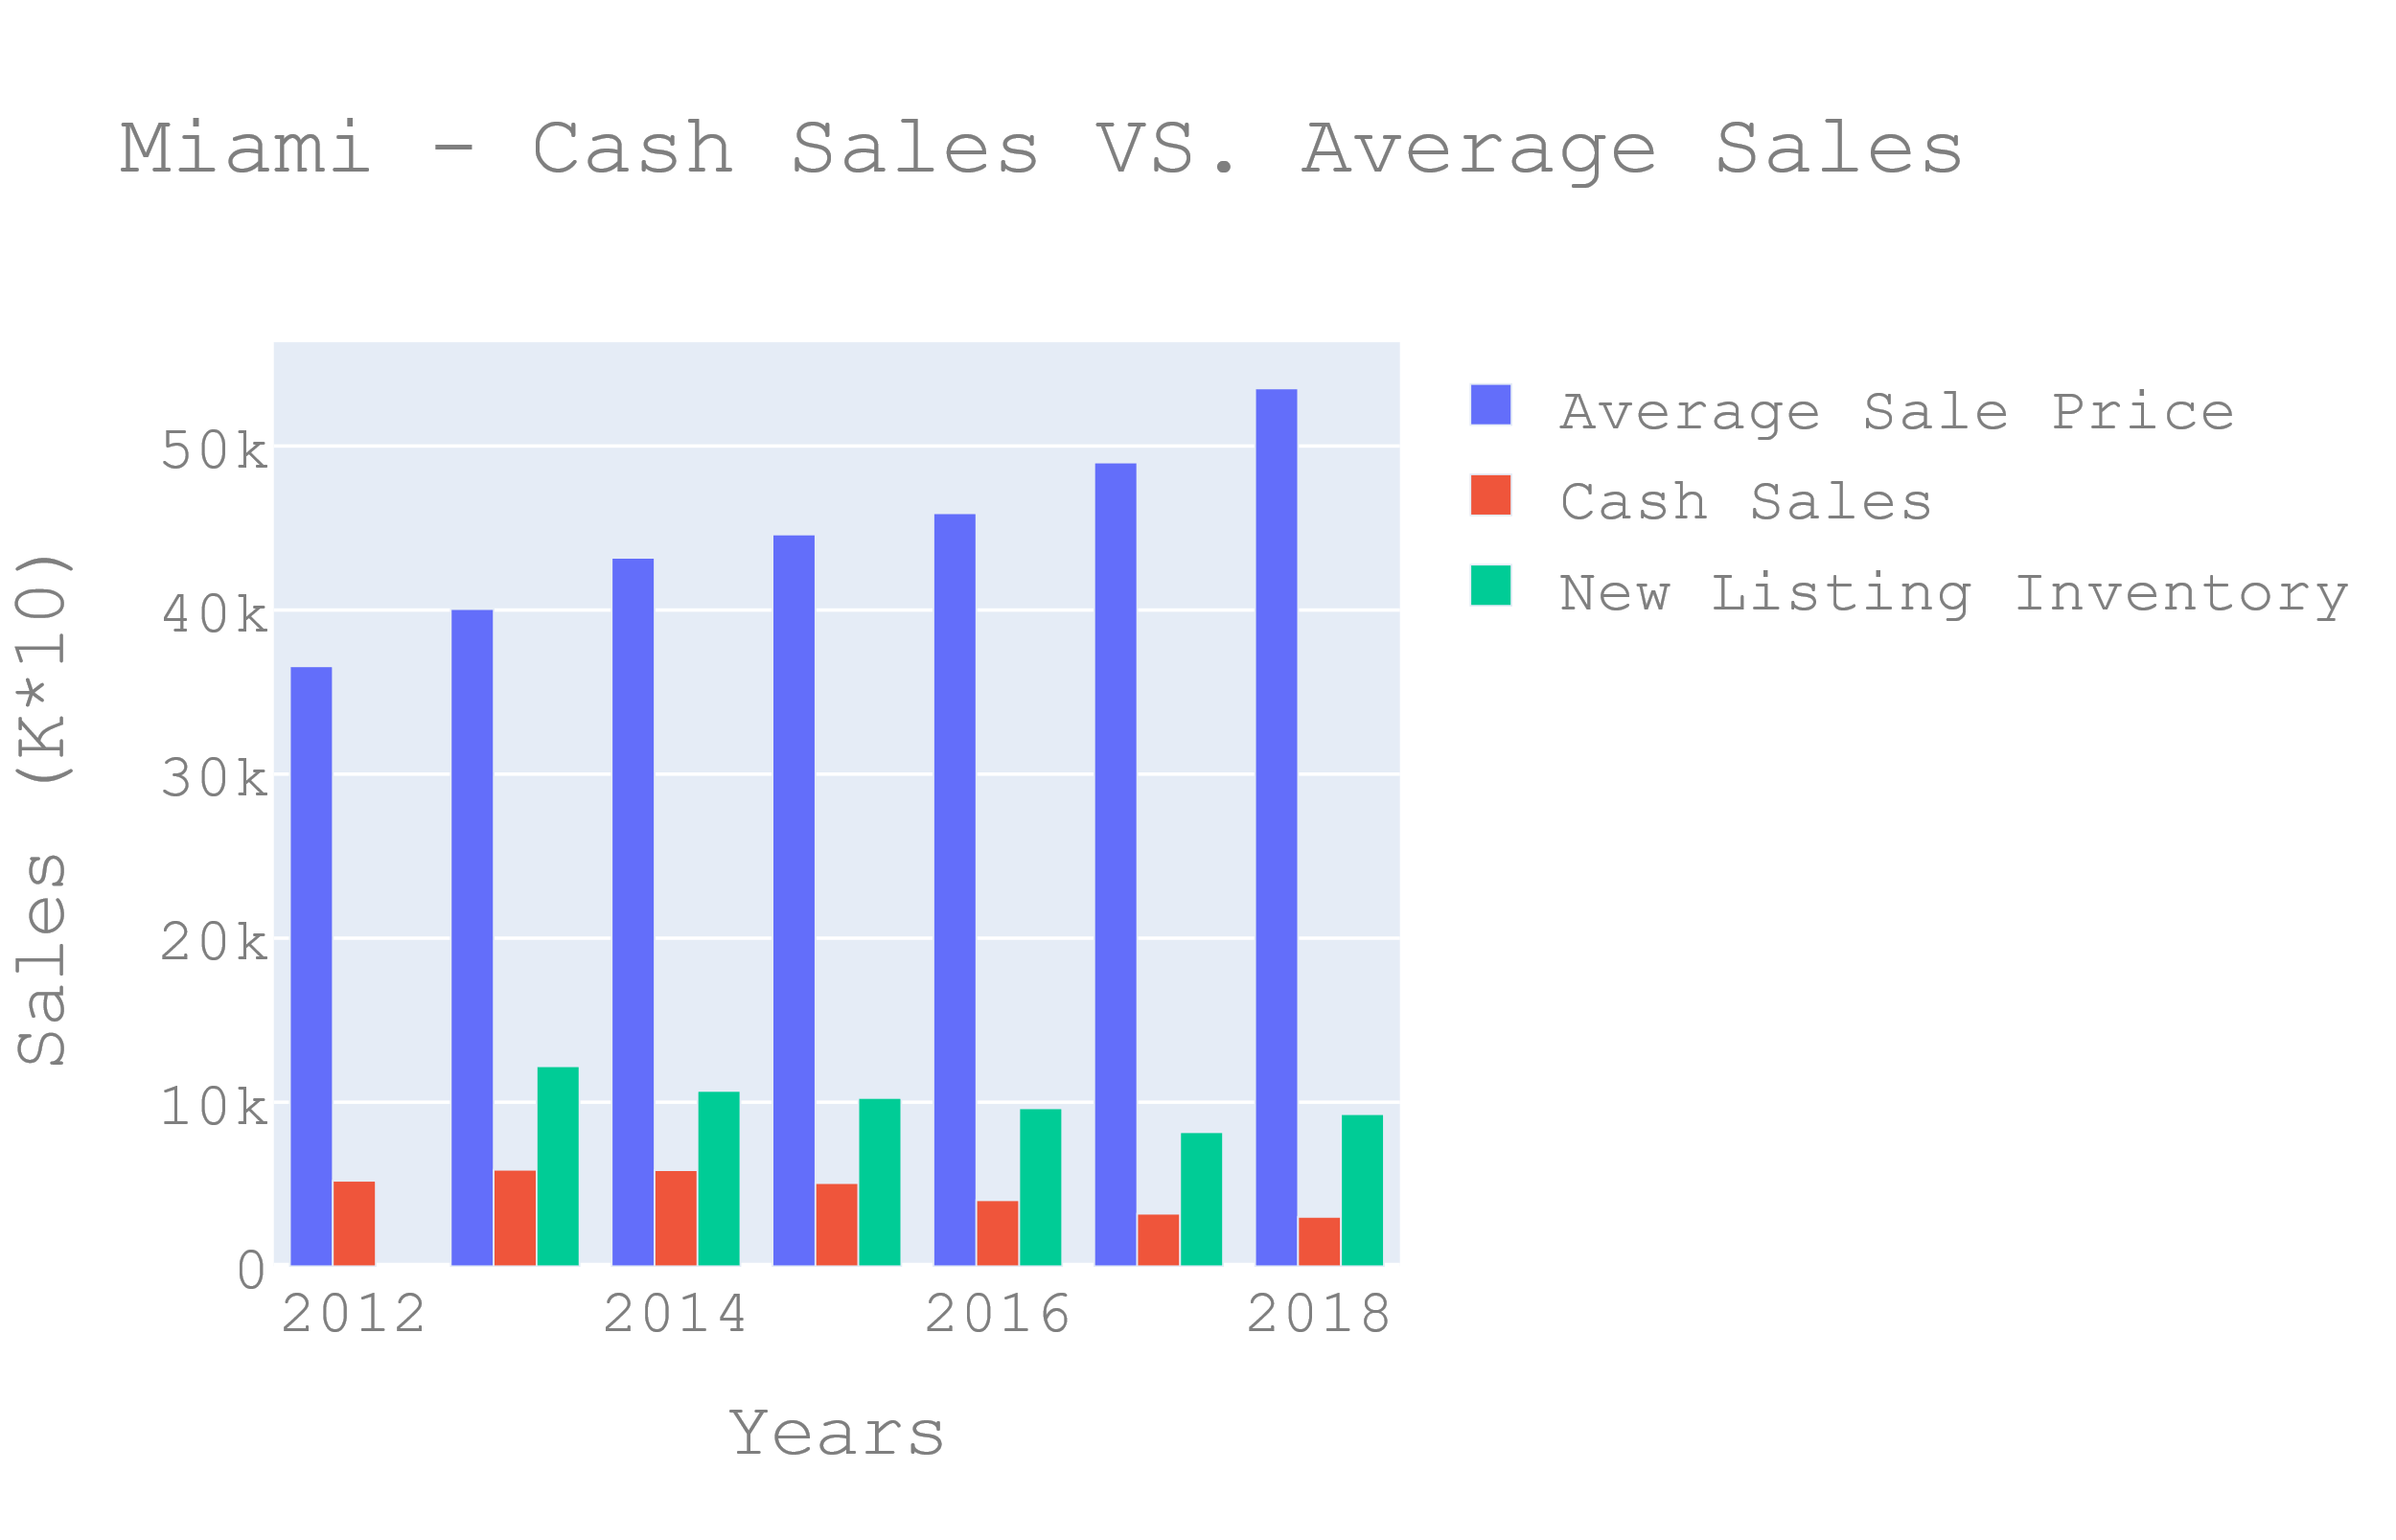 Miami - Cash Sales VS. Average Sales
Average Sale Price
Cash Sales
New Listing Inventory
Sales (K*10)
50k
40k
30k
20k
10k
0
2012 2014 2016 2018
Years